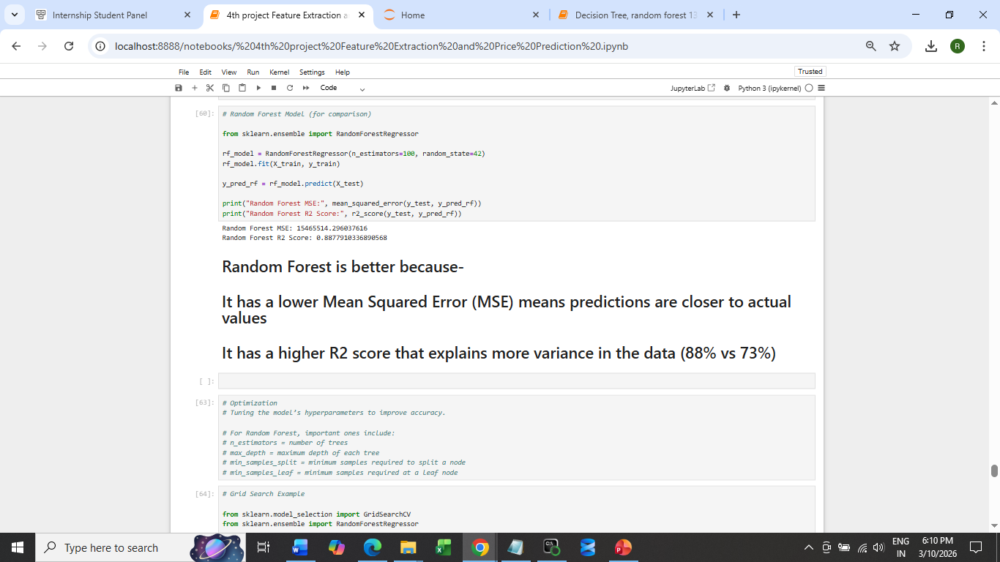 Internship Student Panel
4th project Feature Extraction a
Home
Decision Tree, random forest 13
localhost:8888/notebooks/%204th%20project%20Feature%20Extraction%20and%20Price%20Prediction%20.ipynb
R
File Edit View Run Kernel Settings Help
Trusted
Code
JupyterLab
Python 3 (ipykernel)
[60]:
# Random Forest Model (for comparison)
from sklearn.ensemble import RandomForestRegressor
rf_model = RandomForestRegressor(n_estimators=100, random_state=42)
rf_model.fit(X_train, y_train)
y_pred_rf = rf_model.predict(X_test)
print("Random Forest MSE:", mean_squared_error(y_test, y_pred_rf))
print("Random Forest R2 Score:", r2_score(y_test, y_pred_rf))
Random Forest MSE: 15465514.296037616
Random Forest R2 Score: 0.8877910336890568
Random Forest is better because-
It has a lower Mean Squared Error (MSE) means predictions are closer to actual
values
It has a higher R2 score that explains more variance in the data (88% vs 73%)
[ ]:
[63]:
# Optimization
# Tuning the model's hyperparameters to improve accuracy.
# For Random Forest, important ones include:
# n_estimators = number of trees
# max_depth = maximum depth of each tree
# min_samples_split = minimum samples required to split a node
# min_samples_leaf = minimum samples required at a leaf node
[64]:
# Grid Search Example
from sklearn.model_selection import GridSearchCV
from sklearn.ensemble import RandomForestRegressor
Type here to search
ENG
IN
6:10 PM
3/10/2026